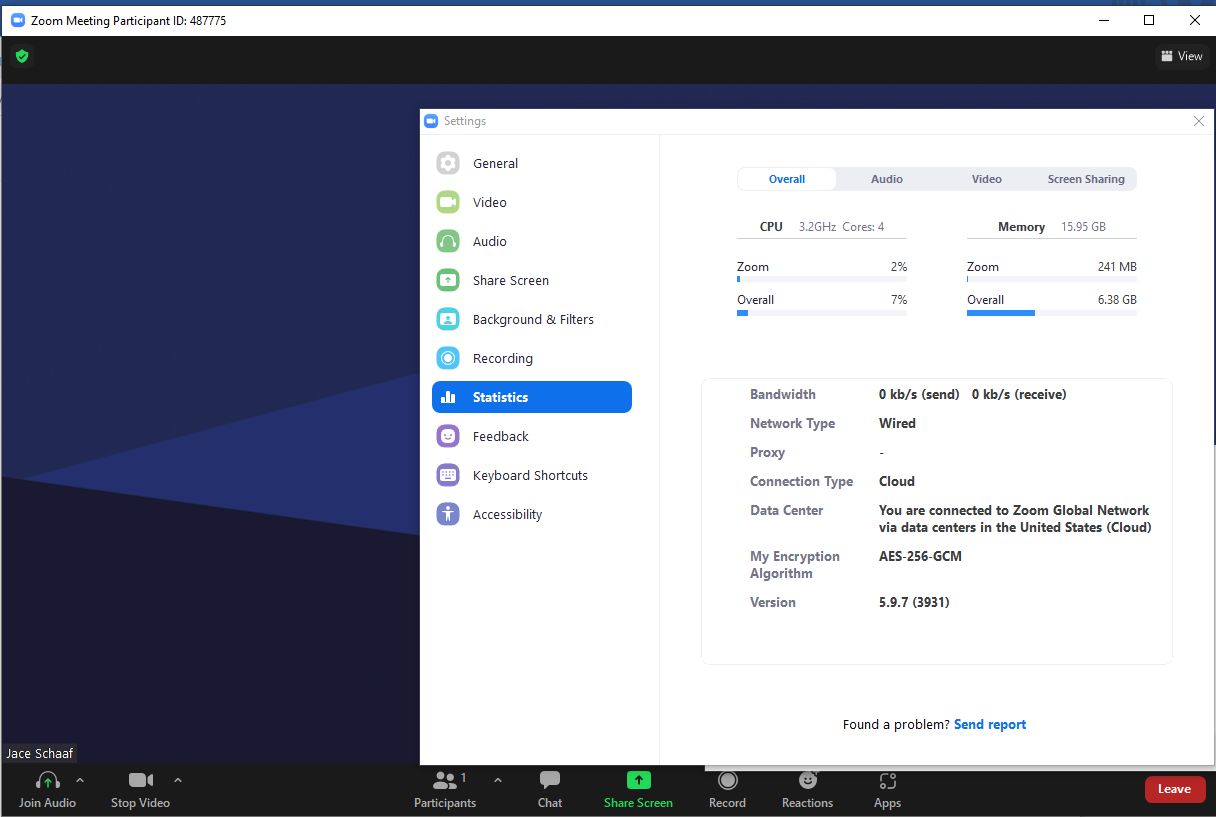 Zoom Meeting Participant ID: 487775
View
Settings
General
Video
Audio
Share Screen
Background & Filters
Recording
Statistics
Feedback
Keyboard Shortcuts
Accessibility
Overall Audio Video Screen Sharing
CPU 3.2GHz Cores: 4 Memory 15.95 GB
Zoom 2% Zoom 241 MB
Overall 7% Overall 6.38 GB
Bandwidth 0 kb/s (send) 0 kb/s (receive)
Network Type Wired
Proxy -
Connection Type Cloud
Data Center You are connected to Zoom Global Network
via data centers in the United States (Cloud)
My Encryption AES-256-GCM
Algorithm
Version 5.9.7 (3931)
Found a problem? Send report
Jace Schaaf
1
Join Audio Stop Video Participants Chat Share Screen Record Reactions Apps Leave